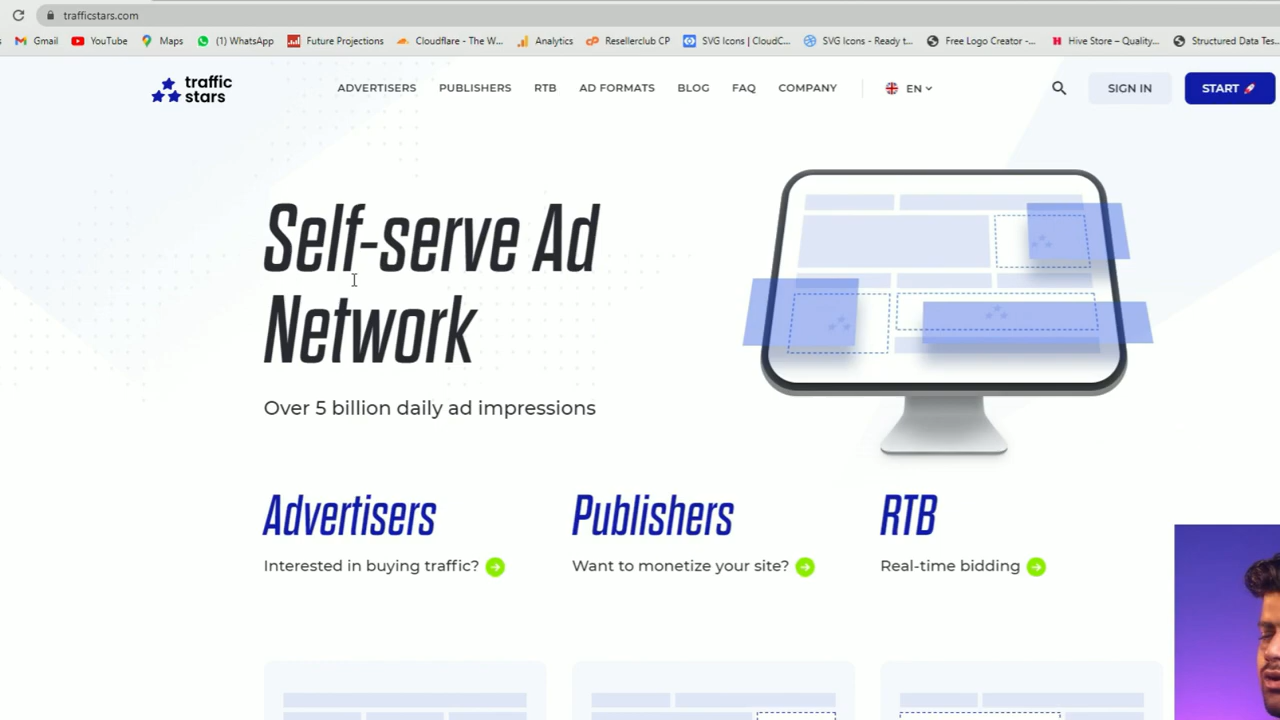 trafficstars.com
Gmail YouTube Maps (1) WhatsApp Future Projections Cloudflare - The W... Analytics Resellerclub CP SVG Icons | CloudC... SVG Icons - Ready t... Free Logo Creator -... Hive Store – Quality... Structured Data Tes...
traffic
stars
ADVERTISERS PUBLISHERS RTB AD FORMATS BLOG FAQ COMPANY EN SIGN IN START
Self-serve Ad
Network
Over 5 billion daily ad impressions
Advertisers Publishers RTB
Interested in buying traffic? Want to monetize your site? Real-time bidding